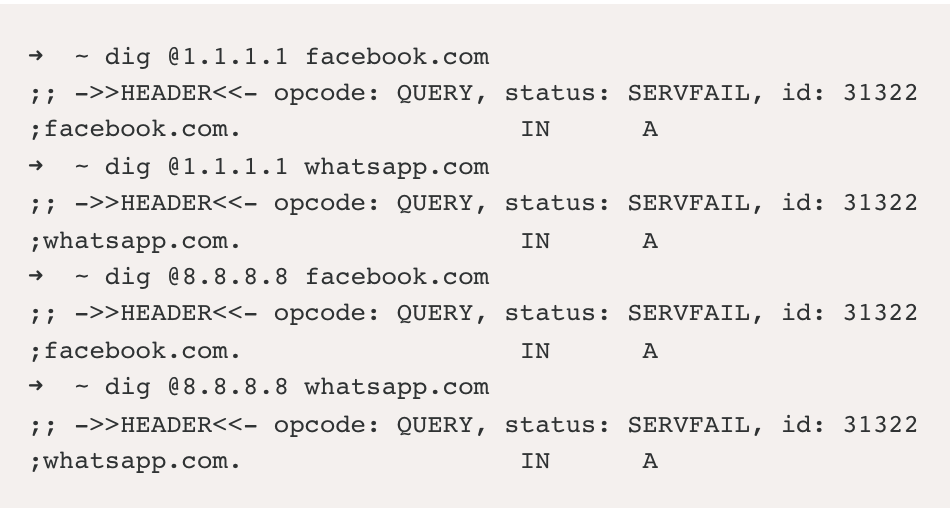 ➜  ~ dig @1.1.1.1 facebook.com
;; ->>HEADER<<- opcode: QUERY, status: SERVFAIL, id: 31322
;facebook.com.                  IN      A
➜  ~ dig @1.1.1.1 whatsapp.com
;; ->>HEADER<<- opcode: QUERY, status: SERVFAIL, id: 31322
;whatsapp.com.                  IN      A
➜  ~ dig @8.8.8.8 facebook.com
;; ->>HEADER<<- opcode: QUERY, status: SERVFAIL, id: 31322
;facebook.com.                  IN      A
➜  ~ dig @8.8.8.8 whatsapp.com
;; ->>HEADER<<- opcode: QUERY, status: SERVFAIL, id: 31322
;whatsapp.com.                  IN      A